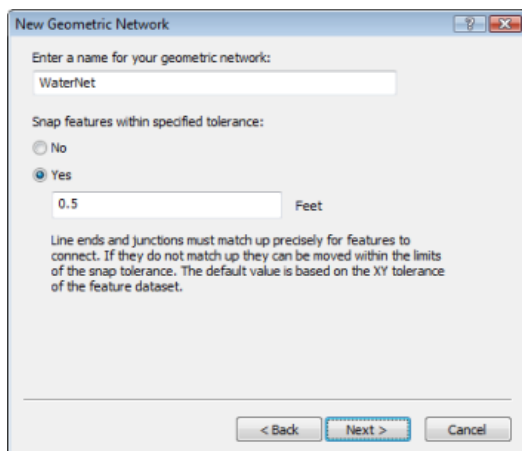 New Geometric Network
Enter a name for your geometric network:
WaterNet
Snap features within specified tolerance:
No
Yes
0.5 Feet
Line ends and junctions must match up precisely for features to
connect. If they do not match up they can be moved within the limits
of the snap tolerance. The default value is based on the XY tolerance
of the feature dataset.
< Back Next > Cancel